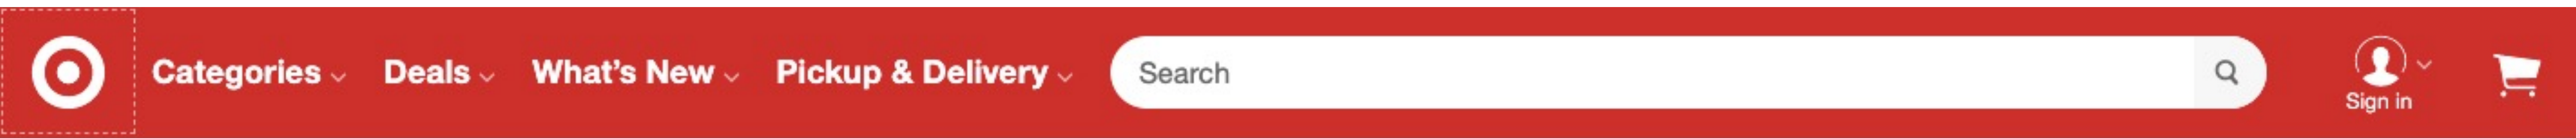 Categories Deals What's New Pickup & Delivery Search
Sign in